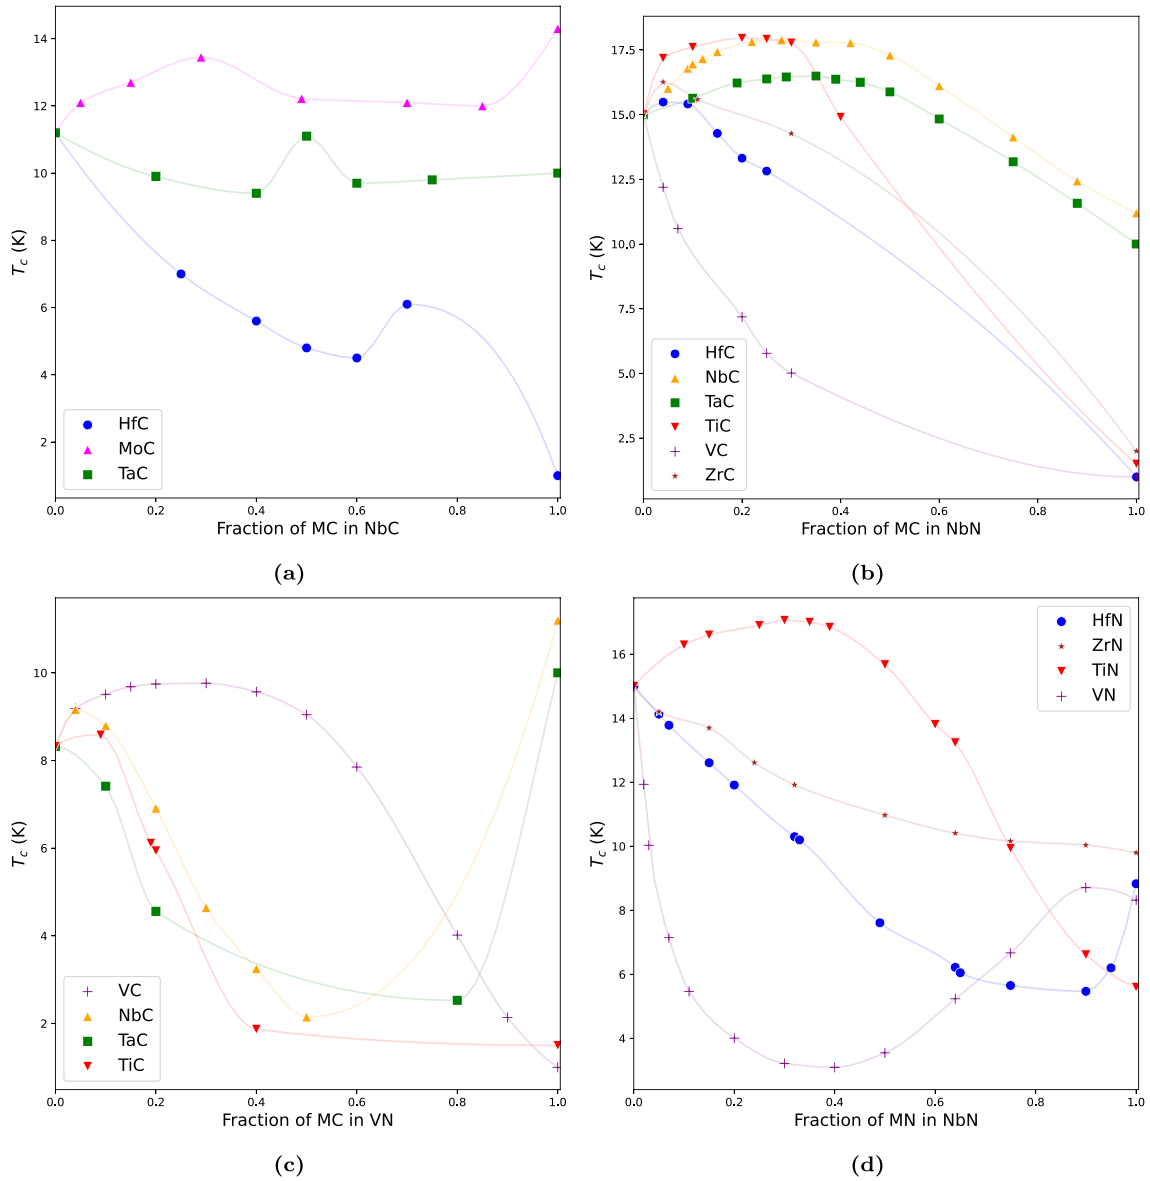 14
12
10
8
6
4
2
T_c (K)
HfC
MoC
TaC
0.0 0.2 0.4 0.6 0.8 1.0
Fraction of MC in NbC
(a)
17.5
15.0
12.5
10.0
7.5
5.0
2.5
T_c (K)
HfC
NbC
TaC
TiC
VC
ZrC
0.0 0.2 0.4 0.6 0.8 1.0
Fraction of MC in NbN
(b)
10
8
6
4
2
T_c (K)
VC
NbC
TaC
TiC
0.0 0.2 0.4 0.6 0.8 1.0
Fraction of MC in VN
(c)
16
14
12
10
8
6
4
T_c (K)
HfN
ZrN
TiN
VN
0.0 0.2 0.4 0.6 0.8 1.0
Fraction of MN in NbN
(d)